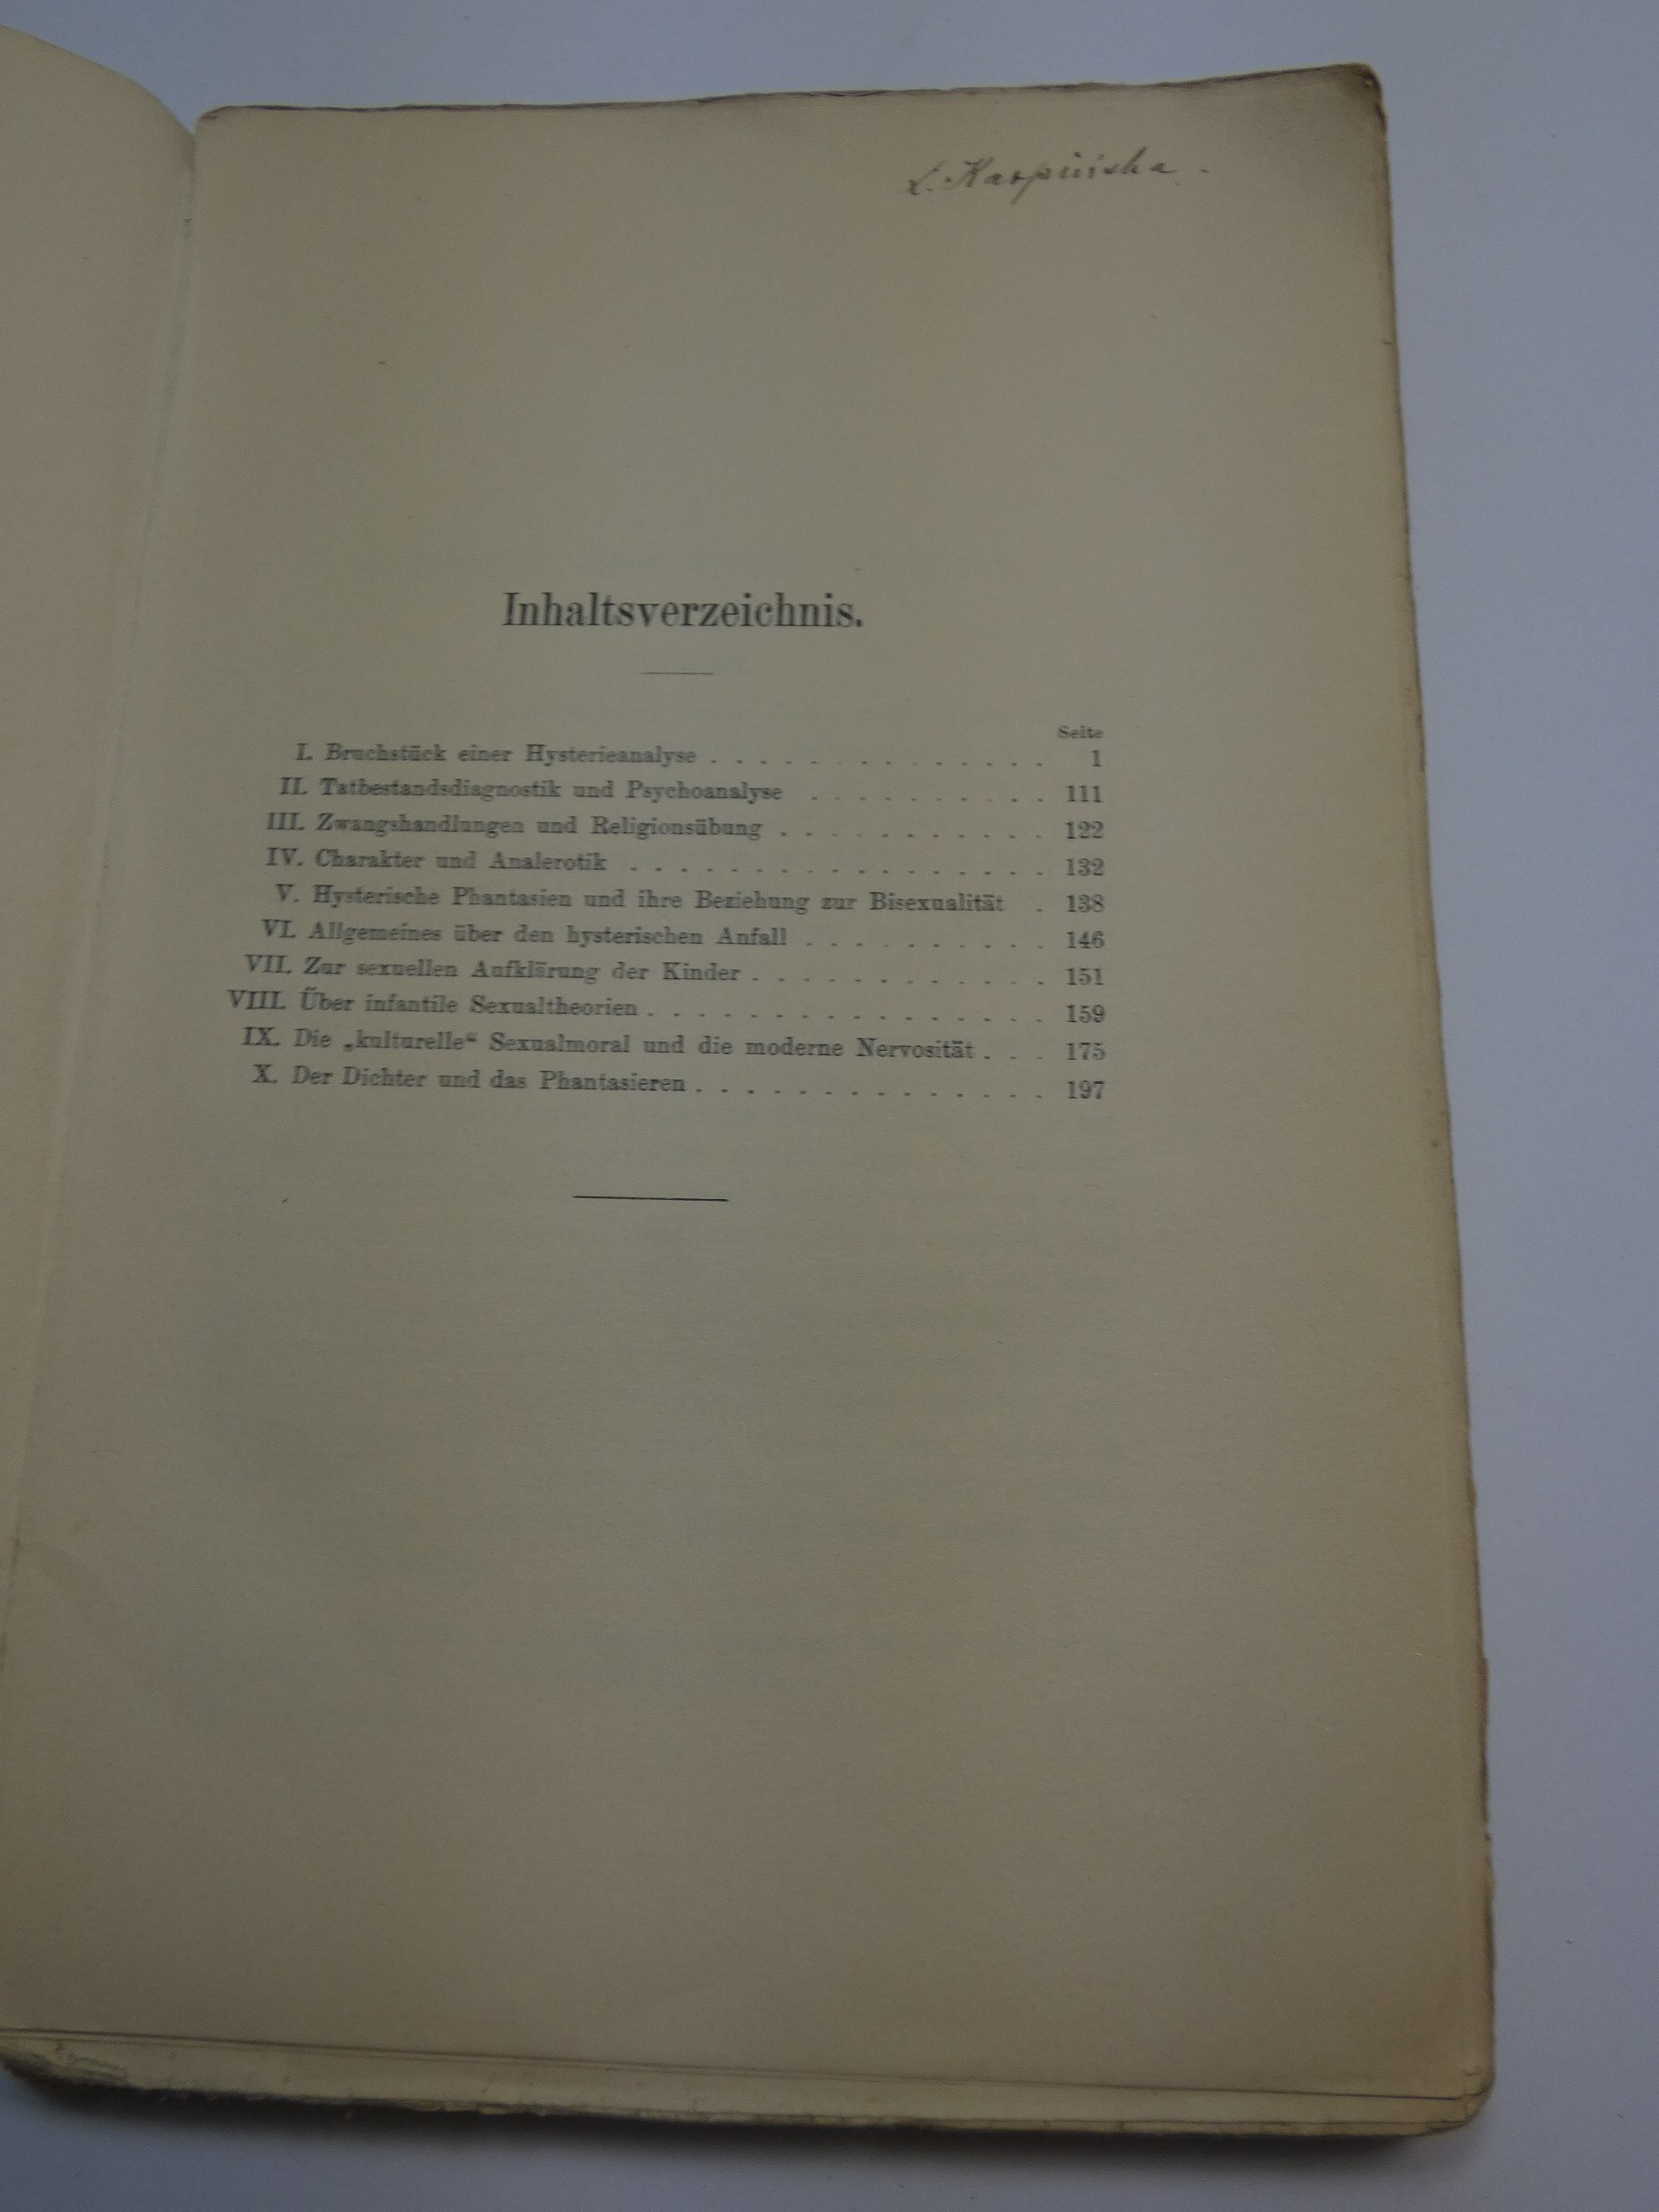 L. Karpińska.
Inhaltsverzeichnis.
Seite
I. Bruchstück einer Hysterieanalyse . . . . . . . . . . . . . . 1
II. Tatbestandsdiagnostik und Psychoanalyse . . . . . . . . . . 111
III. Zwangshandlungen und Religionsübung . . . . . . . . . . . 122
IV. Charakter und Analerotik . . . . . . . . . . . . . . . . . 132
V. Hysterische Phantasien und ihre Beziehung zur Bisexualität . 138
VI. Allgemeines über den hysterischen Anfall . . . . . . . . . . 146
VII. Zur sexuellen Aufklärung der Kinder . . . . . . . . . . . . 151
VIII. Über infantile Sexualtheorien . . . . . . . . . . . . . . . . 159
IX. Die „kulturelle“ Sexualmoral und die moderne Nervosität . . . 175
X. Der Dichter und das Phantasieren . . . . . . . . . . . . . . 197